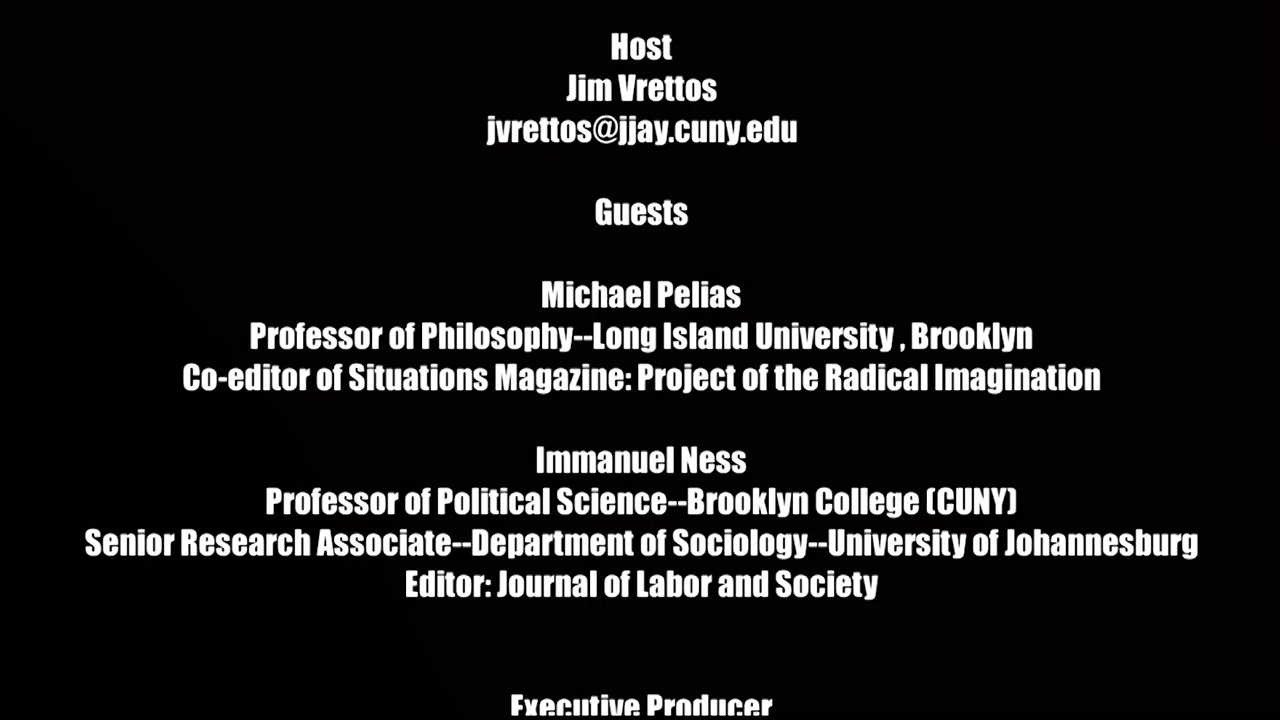 Host
Jim Vrettos
jvrettos@jjay.cuny.edu
Guests
Michael Pelias
Professor of Philosophy--Long Island University , Brooklyn
Co-editor of Situations Magazine: Project of the Radical Imagination
Immanuel Ness
Professor of Political Science--Brooklyn College (CUNY)
Senior Research Associate--Department of Sociology--University of Johannesburg
Editor: Journal of Labor and Society
Executive Producer